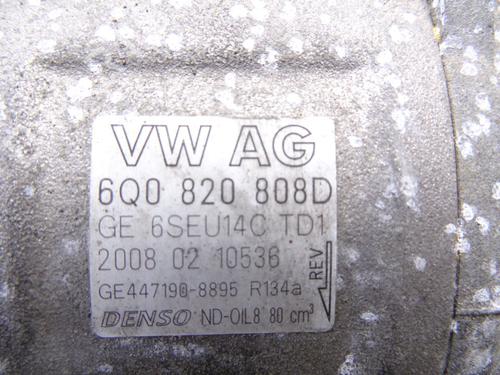 VW AG
6Q0 820 808D
GE 6SEU14C TD1
2008 02 10536
GE447190-8895 R134a
REV
DENSO ND-OIL8 80 cm³